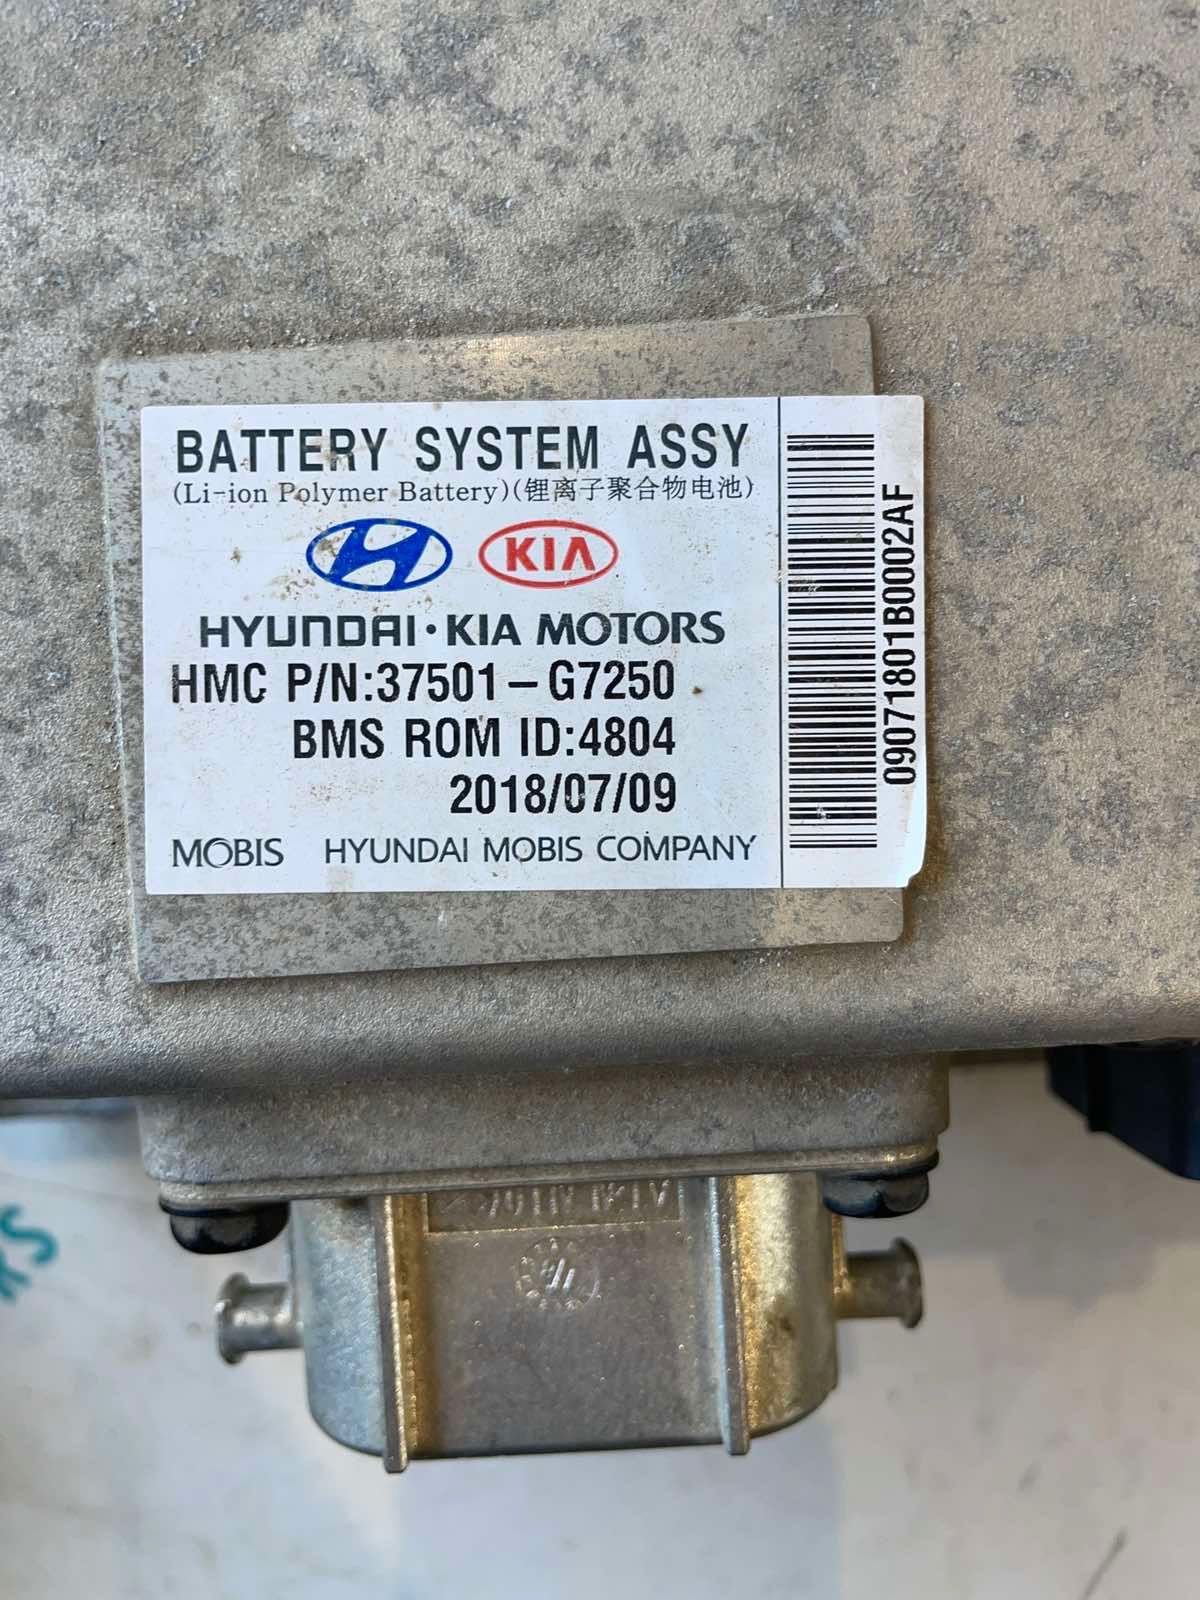 BATTERY SYSTEM ASSY
(Li-ion Polymer Battery)(锂离子聚合物电池)
KIA
HYUNDAI·KIA MOTORS
HMC P/N:37501-G7250
BMS ROM ID:4804
2018/07/09
MOBIS HYUNDAI MOBIS COMPANY
09071801B0002AF